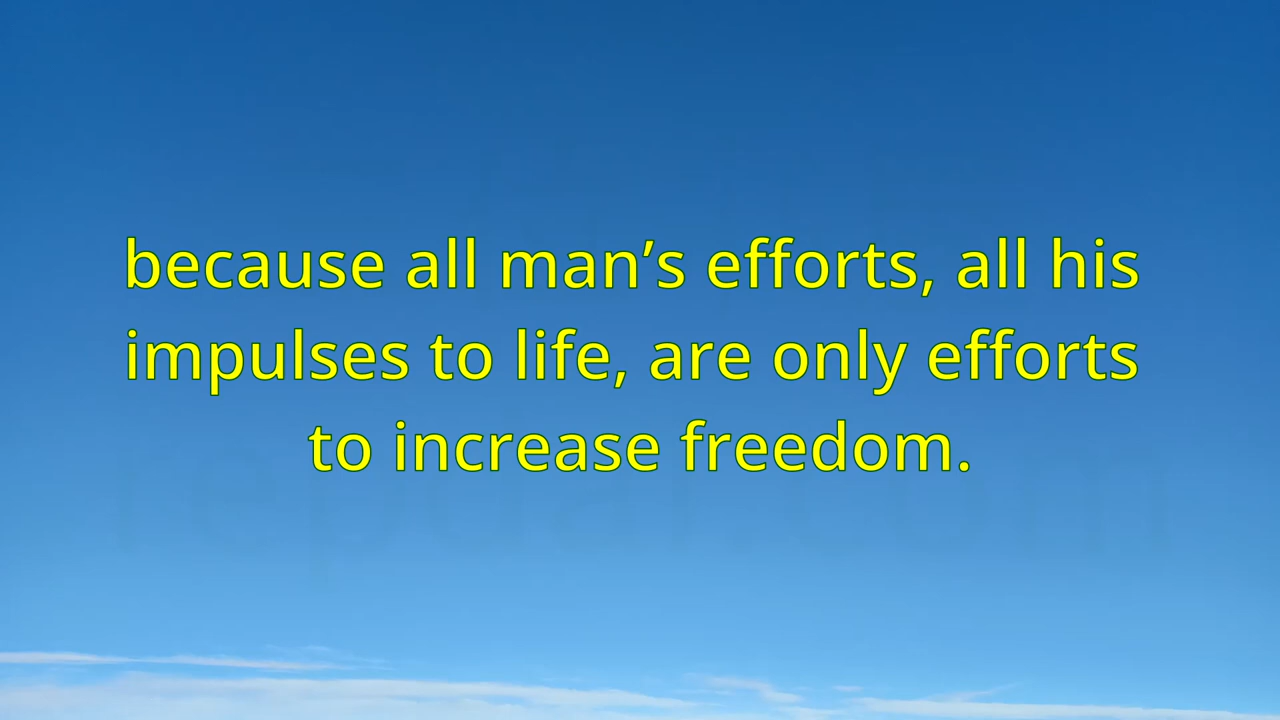 because all man’s efforts, all his
impulses to life, are only efforts
to increase freedom.